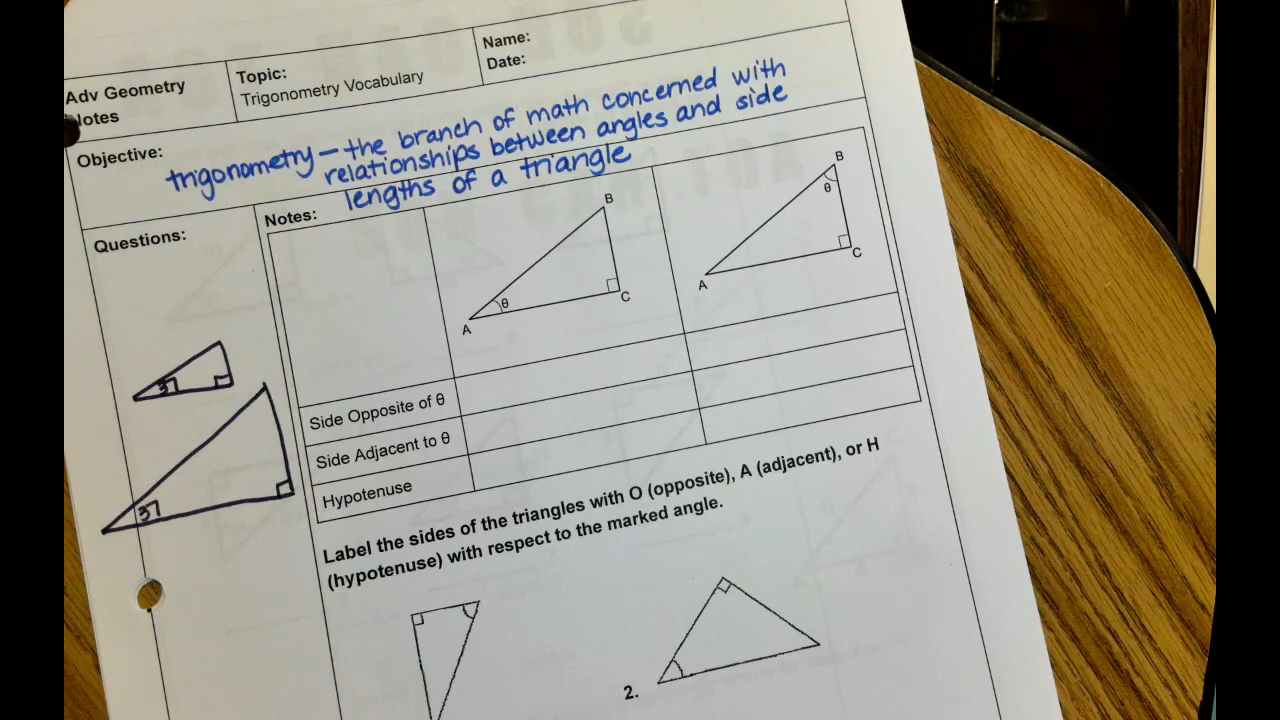 Adv Geometry
Notes
Topic:
Trigonometry Vocabulary
Name:
Date:
Objective:
trigonometry – the branch of math concerned with
relationships between angles and side
lengths of a triangle
Questions:
37
37
Notes:
B
θ
A
C
B
θ
A
C
Side Opposite of θ
Side Adjacent to θ
Hypotenuse
Label the sides of the triangles with O (opposite), A (adjacent), or H
(hypotenuse) with respect to the marked angle.
2.